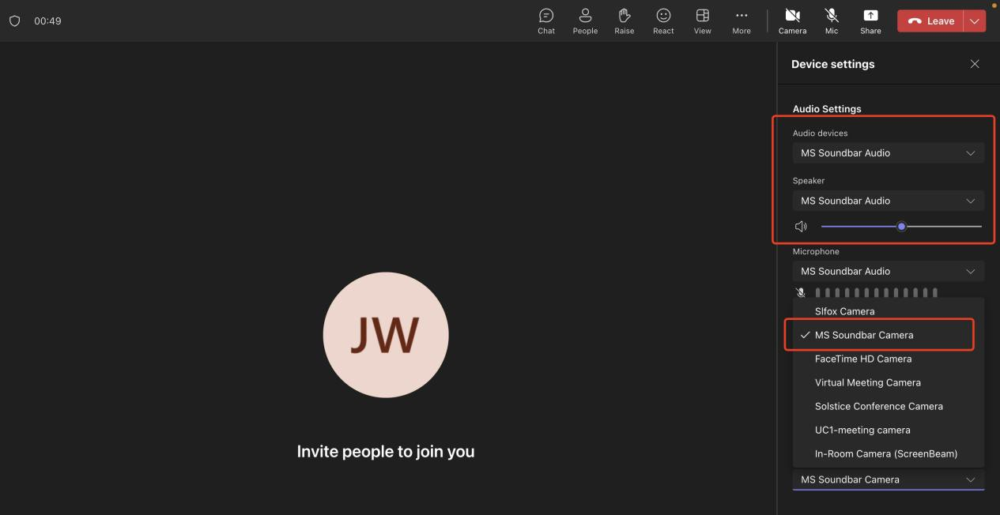 00:49
Chat
People
Raise
React
View
More
Camera
Mic
Share
Leave
Device settings
Audio Settings
Audio devices
MS Soundbar Audio
Speaker
MS Soundbar Audio
Microphone
MS Soundbar Audio
Slfox Camera
MS Soundbar Camera
FaceTime HD Camera
Virtual Meeting Camera
Solstice Conference Camera
UC1-meeting camera
In-Room Camera (ScreenBeam)
MS Soundbar Camera
JW
Invite people to join you